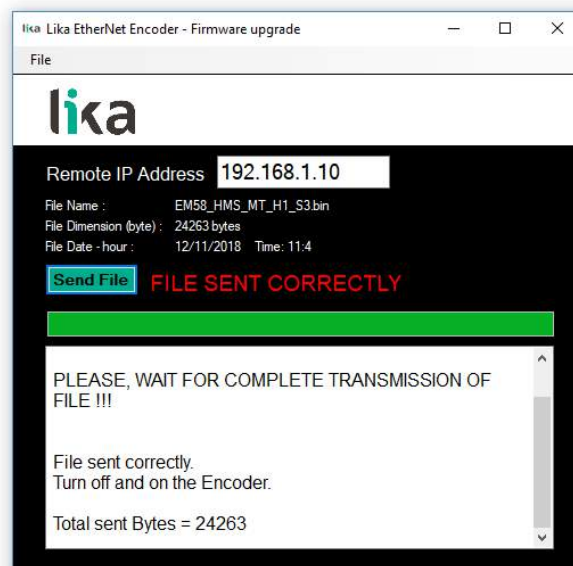 lika Lika EtherNet Encoder - Firmware upgrade
File
lika
Remote IP Address 192.168.1.10
File Name : EM58_HMS_MT_H1_S3.bin
File Dimension (byte) : 24263 bytes
File Date - hour : 12/11/2018 Time: 11:4
Send File FILE SENT CORRECTLY
PLEASE, WAIT FOR COMPLETE TRANSMISSION OF
FILE !!!
File sent correctly.
Turn off and on the Encoder.
Total sent Bytes = 24263